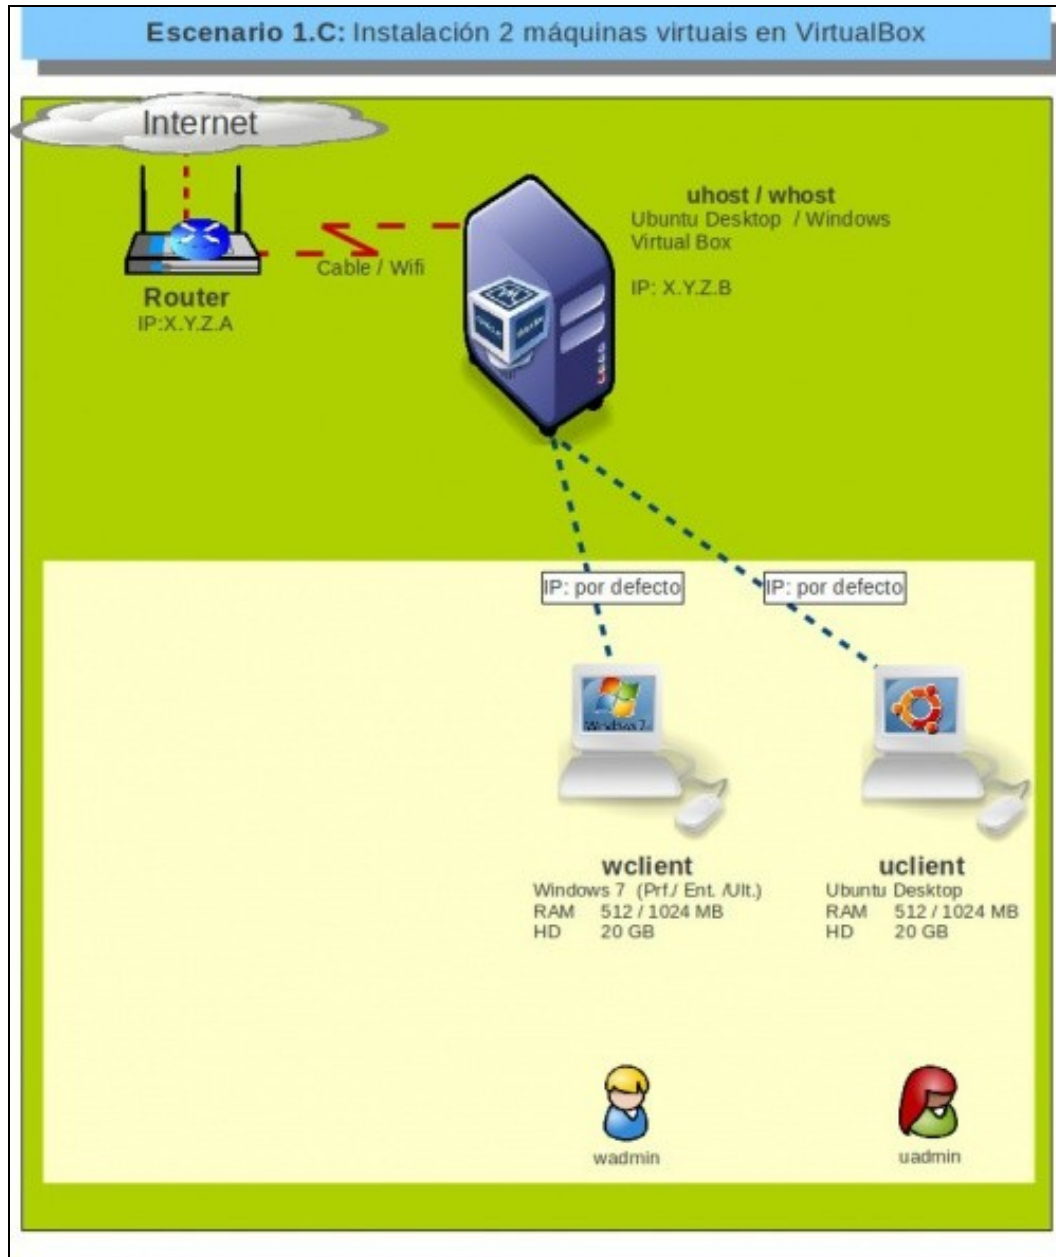 Escenario 1.C: Instalación 2 máquinas virtuais en VirtualBox
Internet
Cable / Wifi
Router
IP:X.Y.Z.A
uhost / whost
Ubuntu Desktop / Windows
Virtual Box
IP: X.Y.Z.B
IP: por defecto
IP: por defecto
Windows 7
wclient
Windows 7 (Prf./ Ent. /Ult.)
RAM 512 / 1024 MB
HD 20 GB
uclient
Ubuntu Desktop
RAM 512 / 1024 MB
HD 20 GB
wadmin
uadmin